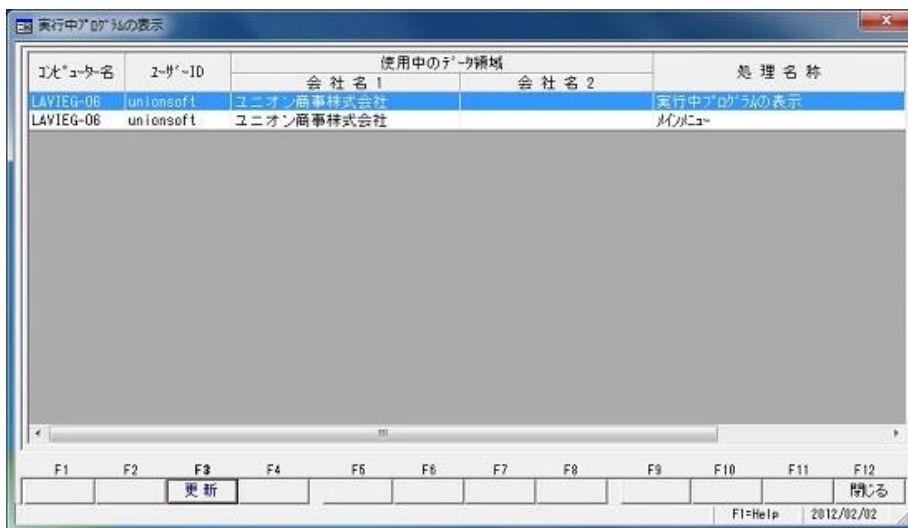 実行中プログラムの表示
コンピューター名 ユーザーID 使用中のデータ領域 処理名称
会社名1 会社名2
LAVIEG-06 unionsoft ユニオン商事株式会社 実行中プログラムの表示
LAVIEG-06 unionsoft ユニオン商事株式会社 メインメニュー
F1 F2 F3 F4 F5 F6 F7 F8 F9 F10 F11 F12
更新 閉じる
F1=Help 2012/02/02